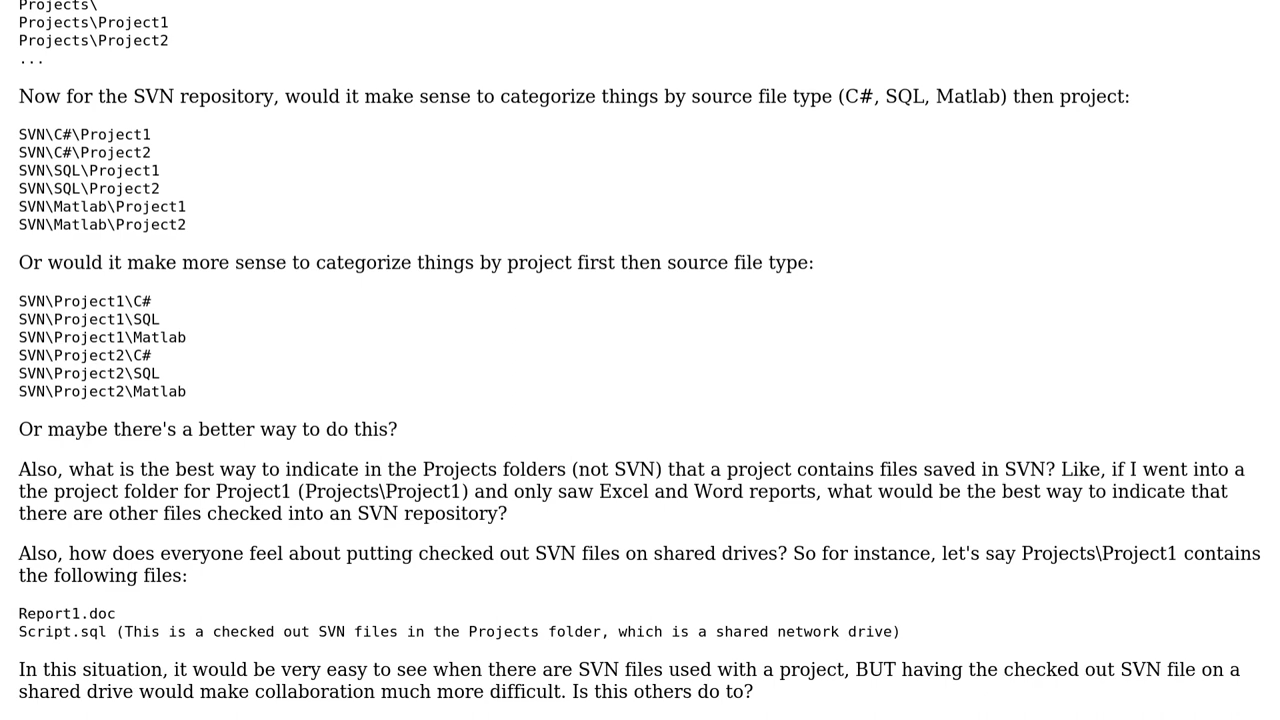 Projects\
Projects\Project1
Projects\Project2
...
Now for the SVN repository, would it make sense to categorize things by source file type (C#, SQL, Matlab) then project:
SVN\C#\Project1
SVN\C#\Project2
SVN\SQL\Project1
SVN\SQL\Project2
SVN\Matlab\Project1
SVN\Matlab\Project2
Or would it make more sense to categorize things by project first then source file type:
SVN\Project1\C#
SVN\Project1\SQL
SVN\Project1\Matlab
SVN\Project2\C#
SVN\Project2\SQL
SVN\Project2\Matlab
Or maybe there's a better way to do this?
Also, what is the best way to indicate in the Projects folders (not SVN) that a project contains files saved in SVN? Like, if I went into a
the project folder for Project1 (Projects\Project1) and only saw Excel and Word reports, what would be the best way to indicate that
there are other files checked into an SVN repository?
Also, how does everyone feel about putting checked out SVN files on shared drives? So for instance, let's say Projects\Project1 contains
the following files:
Report1.doc
Script.sql (This is a checked out SVN files in the Projects folder, which is a shared network drive)
In this situation, it would be very easy to see when there are SVN files used with a project, BUT having the checked out SVN file on a
shared drive would make collaboration much more difficult. Is this others do to?